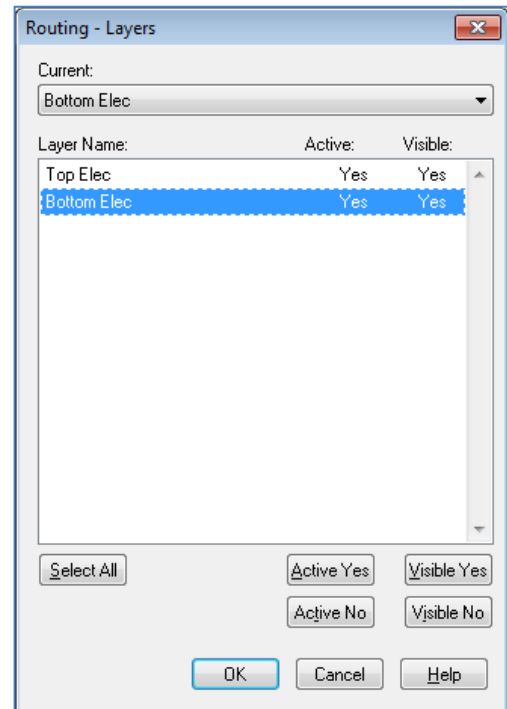 Routing - Layers
Current:
Bottom Elec
Layer Name: Active: Visible:
Top Elec Yes Yes
Bottom Elec Yes Yes
Select All Active Yes Visible Yes
Active No Visible No
OK Cancel Help